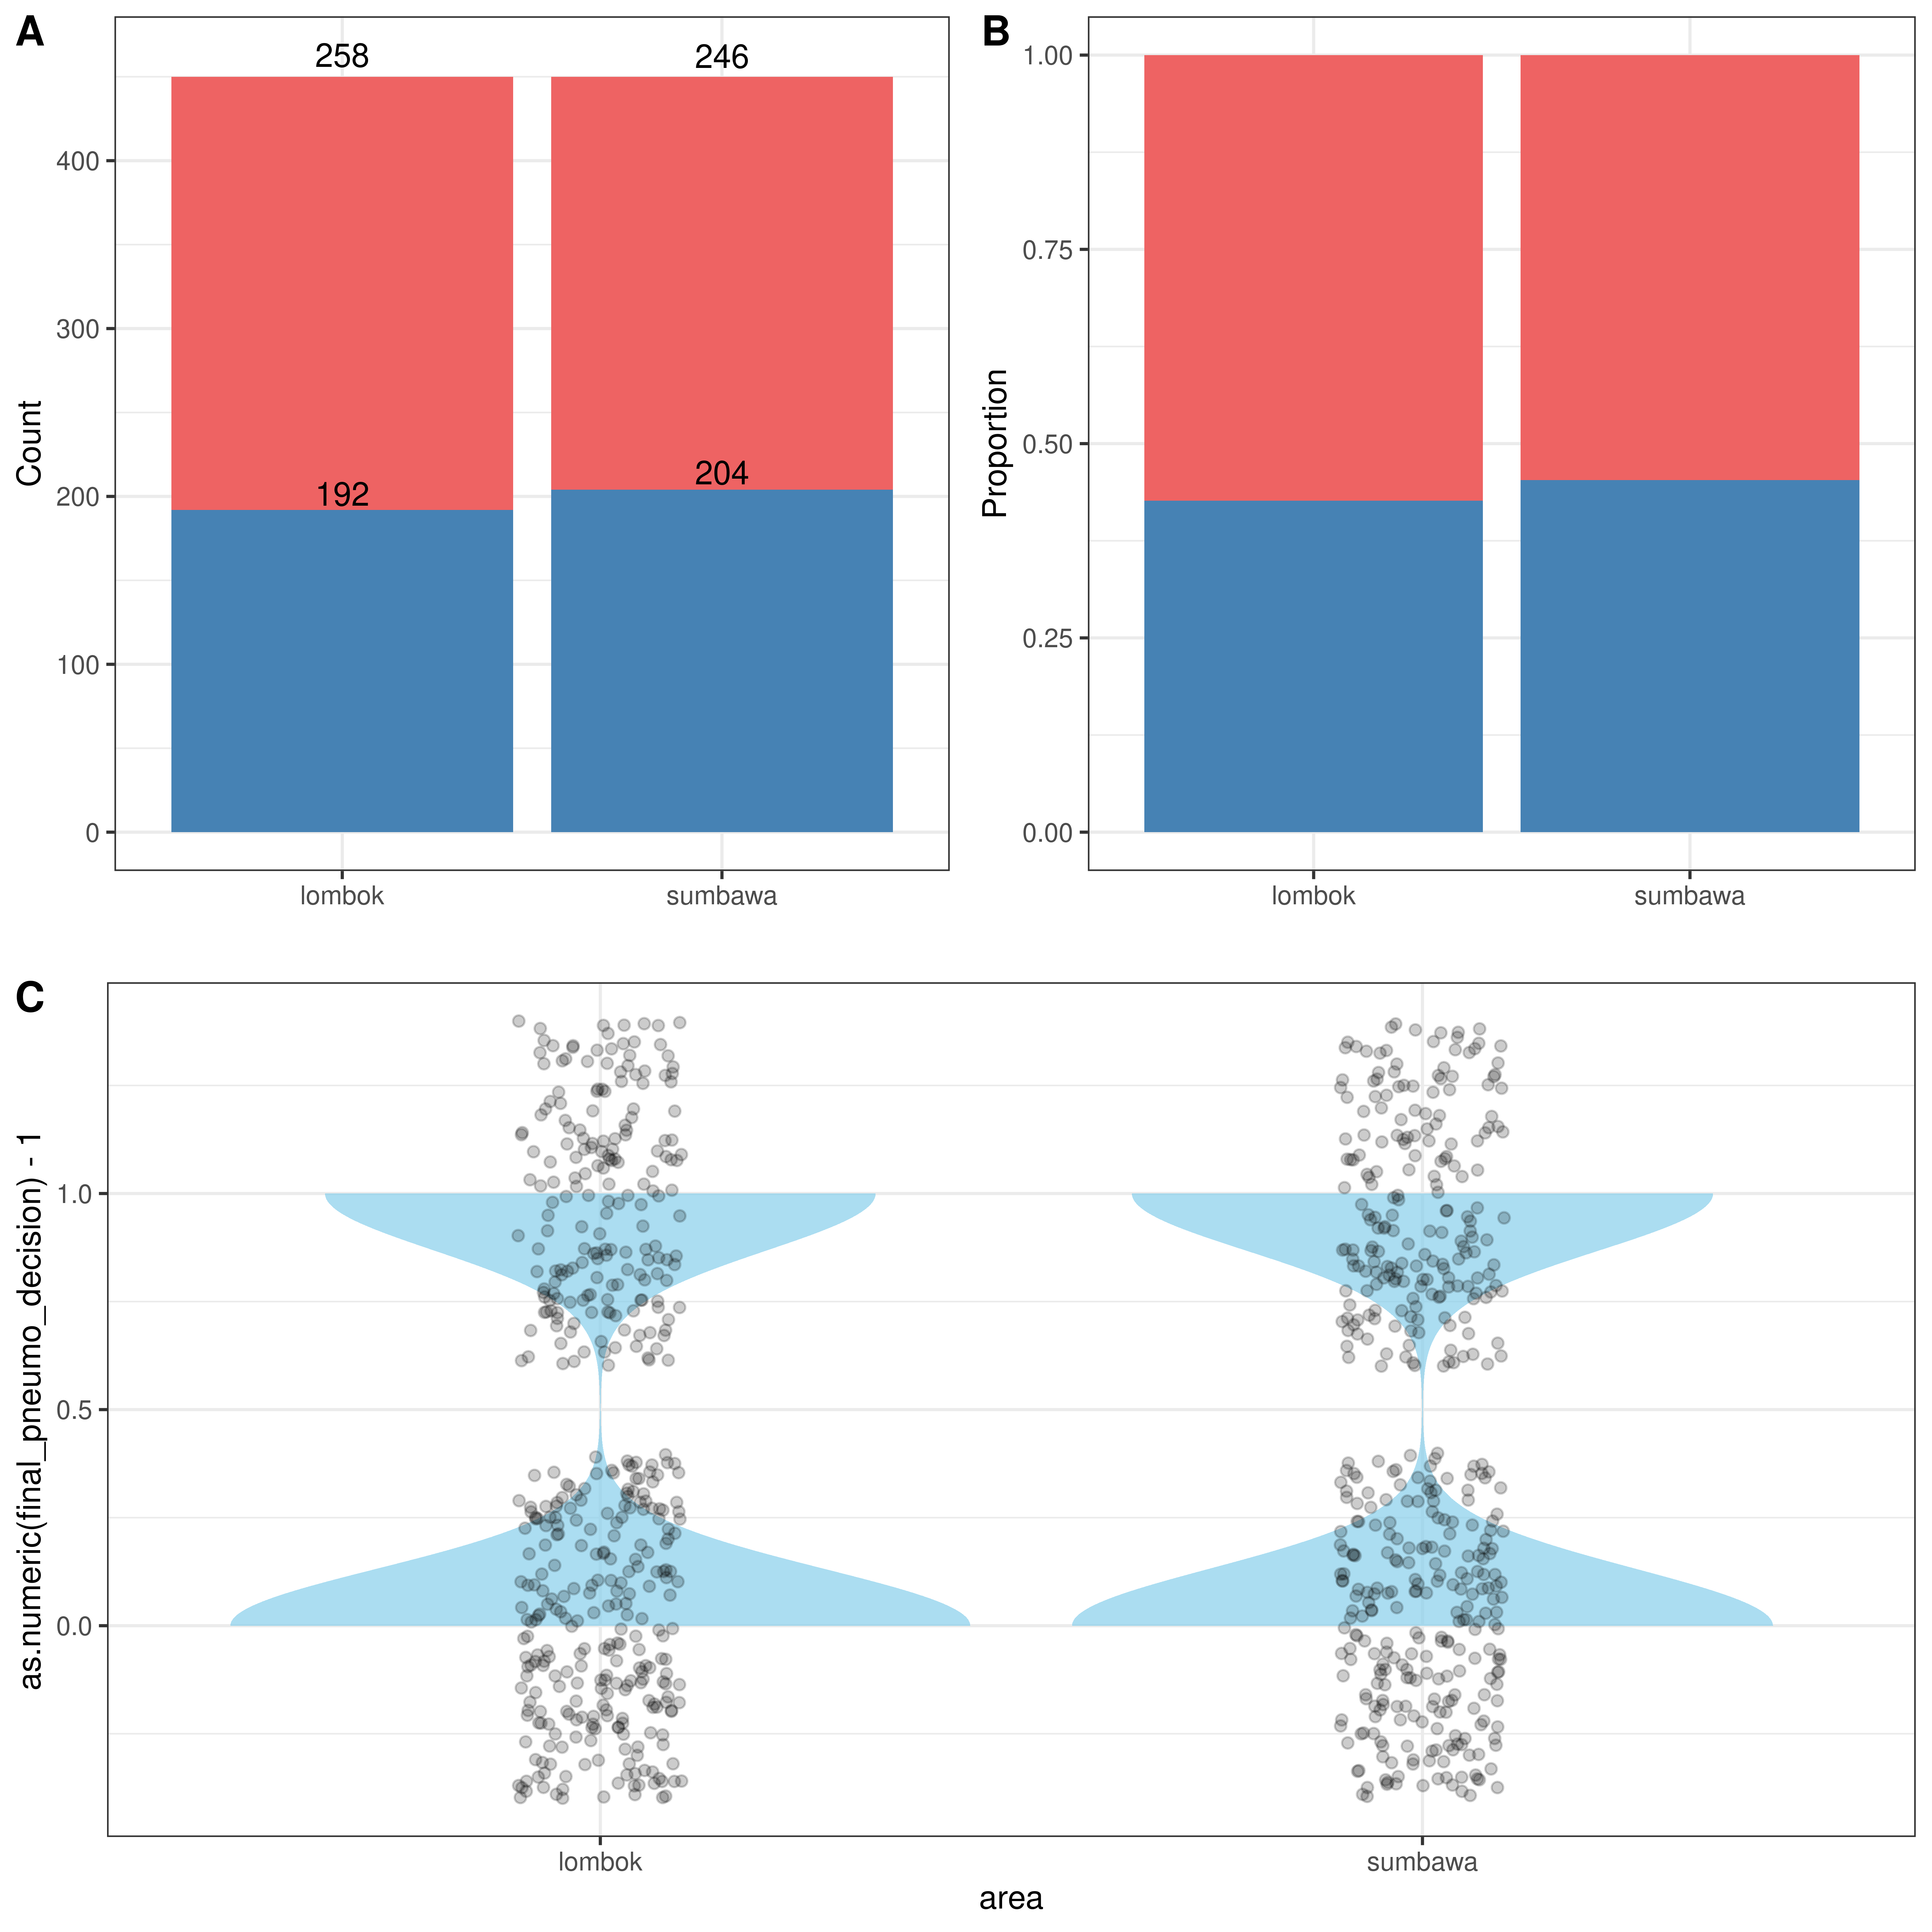 A
258
246
192
204
400
300
200
100
0
Count
lombok
sumbawa
B
1.00
0.75
0.50
0.25
0.00
Proportion
lombok
sumbawa
C
1.0
0.5
0.0
as.numeric(final_pneumo_decision) - 1
lombok
sumbawa
area